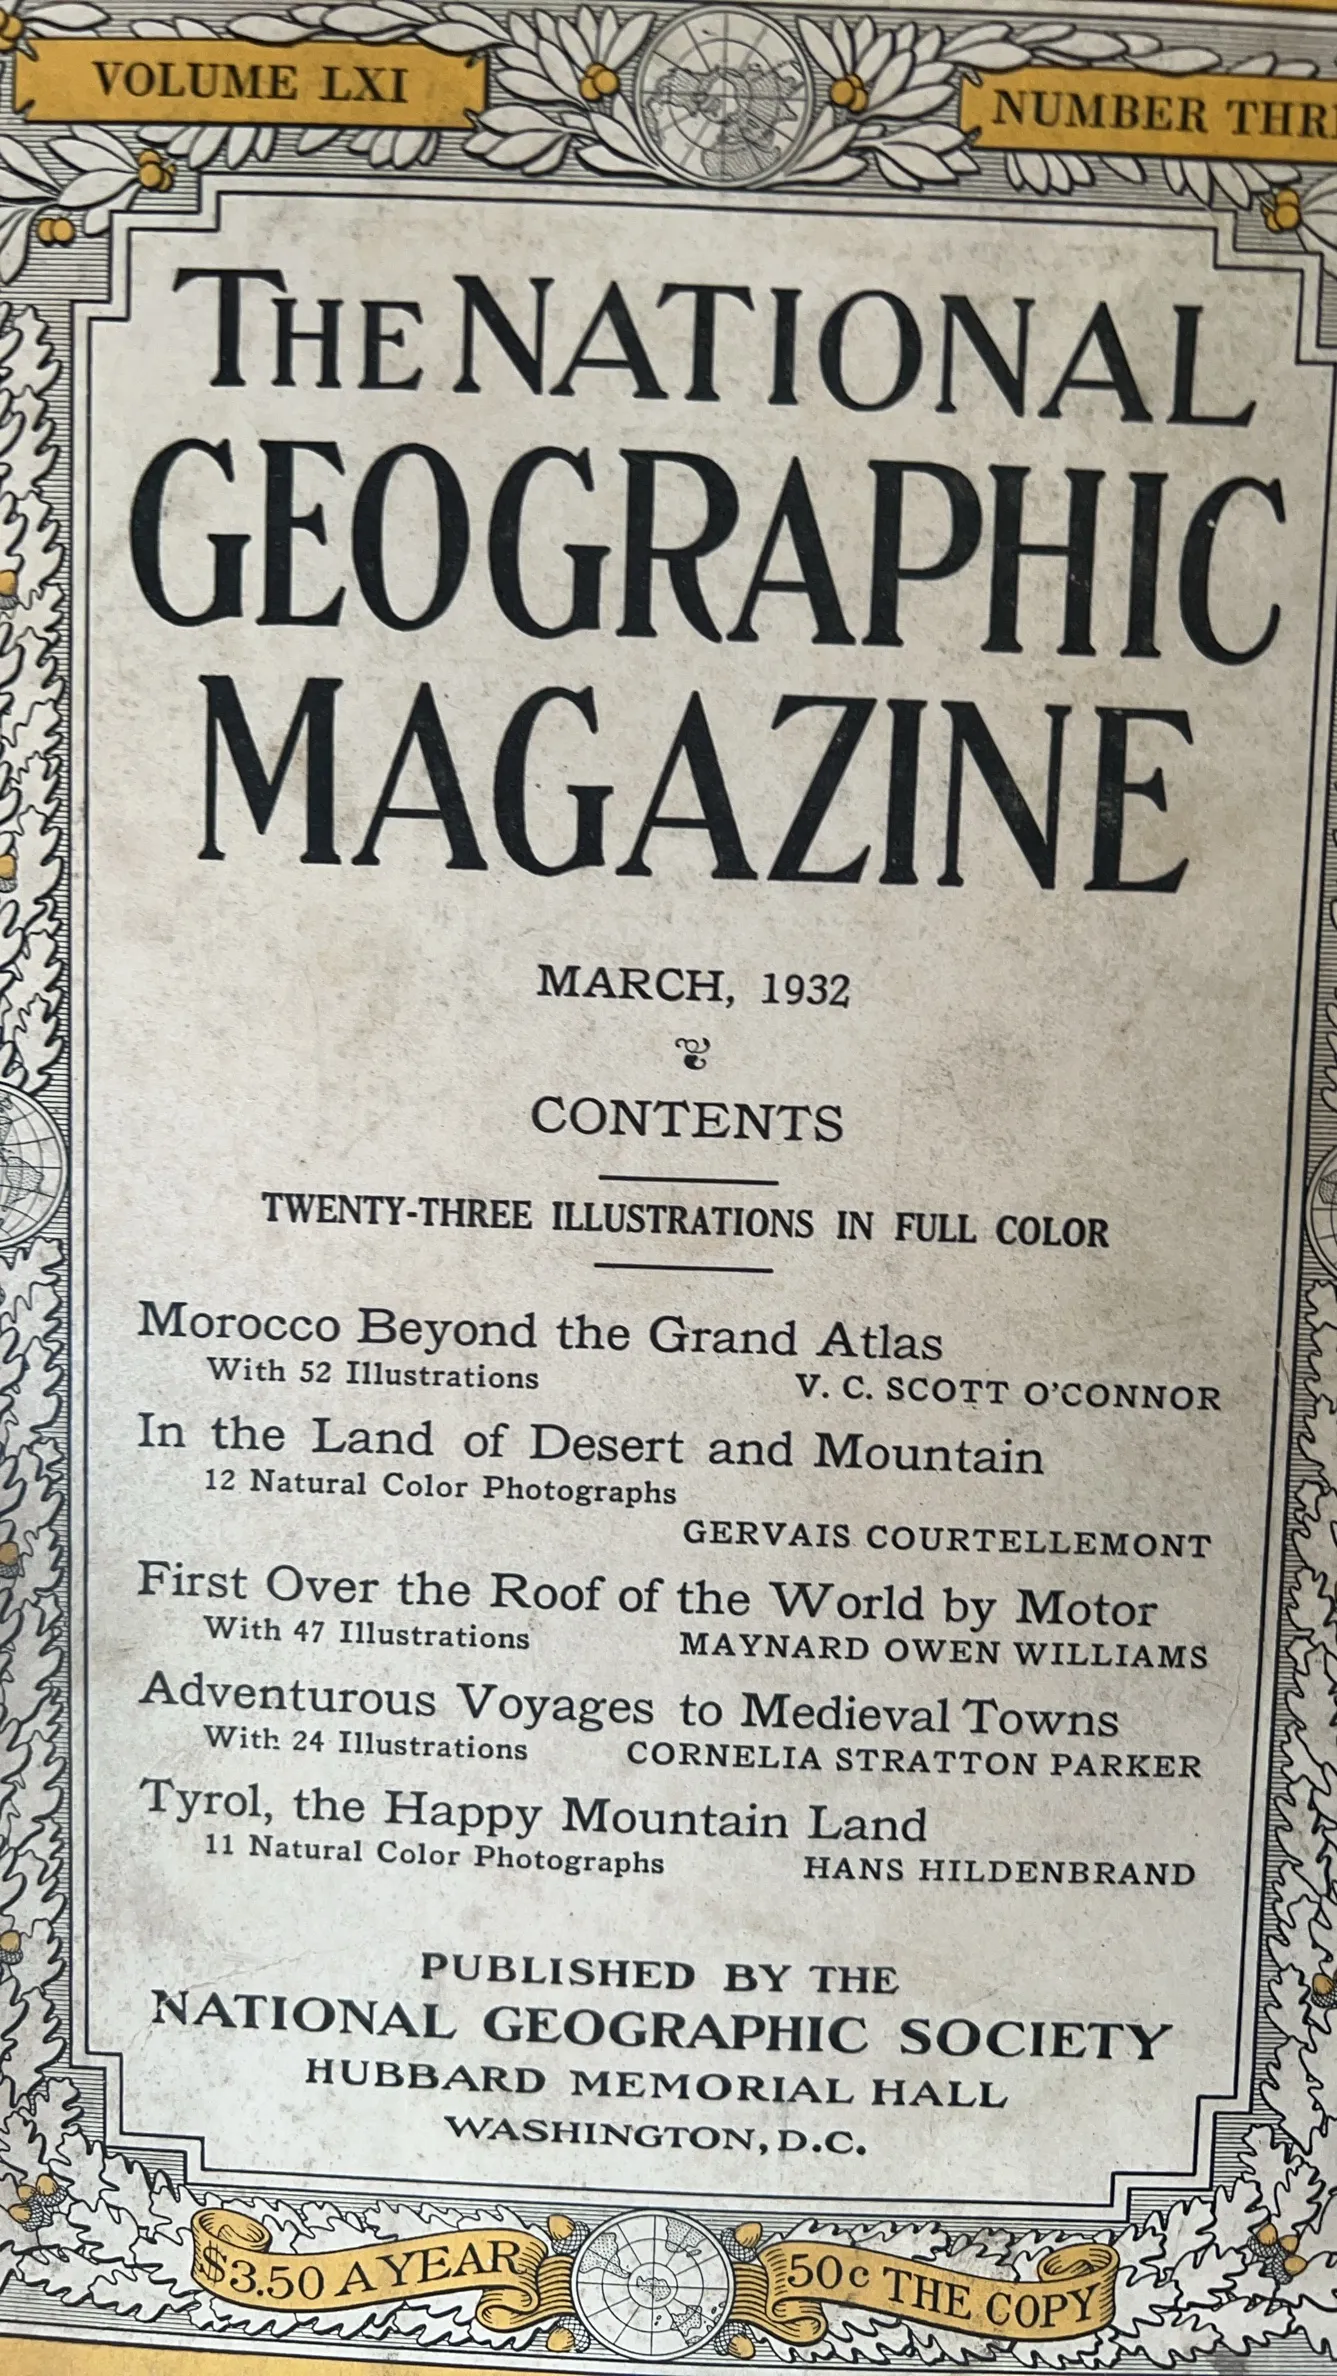 VOLUME LXI
NUMBER THR
THE NATIONAL
GEOGRAPHIC
MAGAZINE
MARCH, 1932
CONTENTS
TWENTY-THREE ILLUSTRATIONS IN FULL COLOR
Morocco Beyond the Grand Atlas
With 52 Illustrations V. C. SCOTT O'CONNOR
In the Land of Desert and Mountain
12 Natural Color Photographs
GERVAIS COURTELLEMONT
First Over the Roof of the World by Motor
With 47 Illustrations MAYNARD OWEN WILLIAMS
Adventurous Voyages to Medieval Towns
With 24 Illustrations CORNELIA STRATTON PARKER
Tyrol, the Happy Mountain Land
11 Natural Color Photographs HANS HILDENBRAND
PUBLISHED BY THE
NATIONAL GEOGRAPHIC SOCIETY
HUBBARD MEMORIAL HALL
WASHINGTON, D.C.
$3.50 A YEAR
50c THE COPY